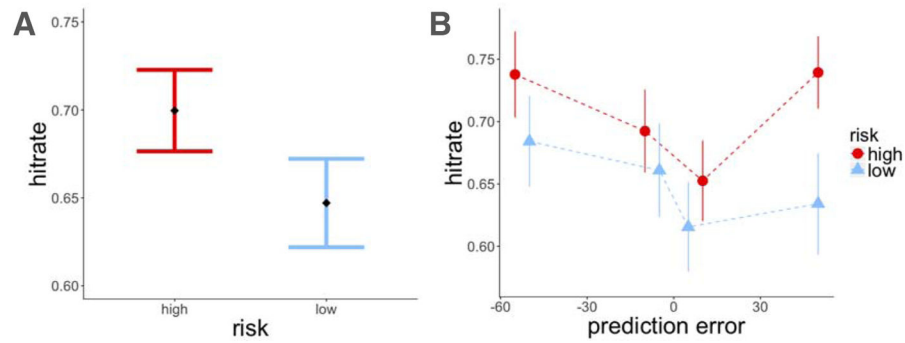 A
hitrate
0.75
0.70
0.65
0.60
high
low
risk
B
hitrate
0.75
0.70
0.65
0.60
-60
-30
0
30
prediction error
risk
high
low